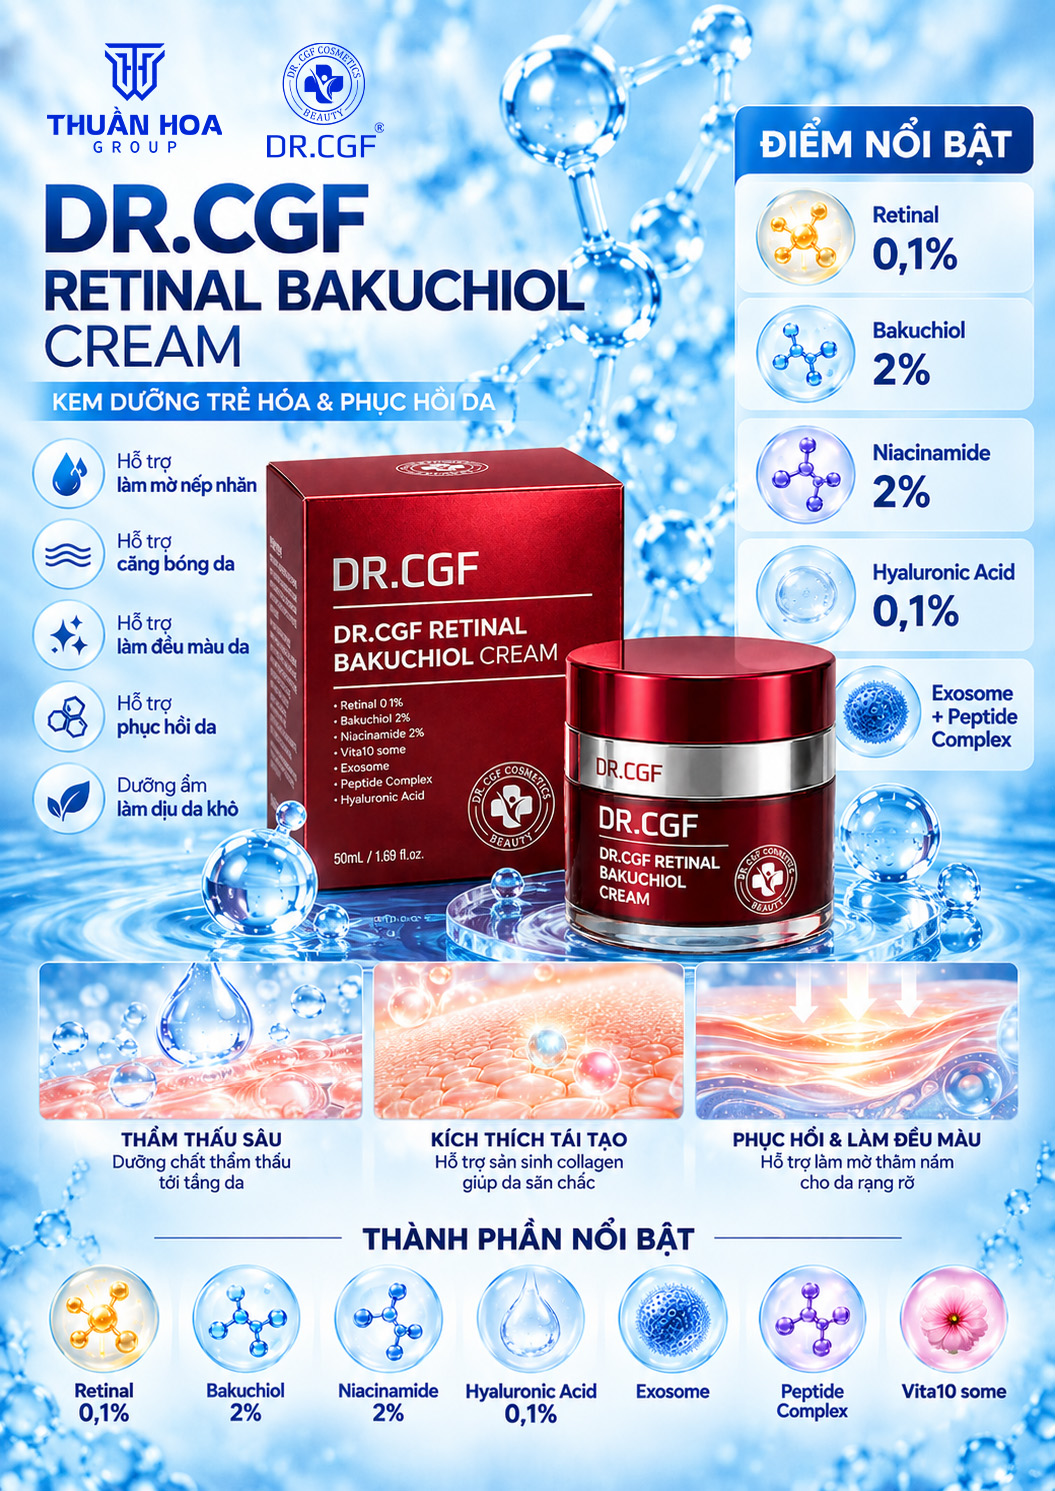 THUẦN HOA
GROUP
DR. CGF COSMETICS
BEAUTY
DR.CGF®
DR.CGF
RETINAL BAKUCHIOL
CREAM
KEM DƯỠNG TRẺ HÓA & PHỤC HỒI DA
Hỗ trợ
làm mờ nếp nhăn
Hỗ trợ
căng bóng da
Hỗ trợ
làm đều màu da
Hỗ trợ
phục hồi da
Dưỡng ẩm
làm dịu da khô
ĐIỂM NỔI BẬT
Retinal
0,1%
Bakuchiol
2%
Niacinamide
2%
Hyaluronic Acid
0,1%
Exosome
+ Peptide
Complex
DR.CGF
DR.CGF RETINAL
BAKUCHIOL CREAM
• Retinal 0 1%
• Bakuchiol 2%
• Niacinamide 2%
• Vita10 some
• Exosome
• Peptide Complex
• Hyaluronic Acid
DR. CGF COSMETICS
BEAUTY
50mL / 1.69 fl.oz.
DR.CGF
DR.CGF
DR.CGF RETINAL
BAKUCHIOL
CREAM
BEAUTY
THẨM THẤU SÂU
Dưỡng chất thẩm thấu
tới tầng da
KÍCH THÍCH TÁI TẠO
Hỗ trợ sản sinh collagen
giúp da săn chắc
PHỤC HỒI & LÀM ĐỀU MÀU
Hỗ trợ làm mờ thâm nám
cho da rạng rỡ
THÀNH PHẦN NỔI BẬT
Retinal
0,1%
Bakuchiol
2%
Niacinamide
2%
Hyaluronic Acid
0,1%
Exosome
Peptide
Complex
Vita10 some